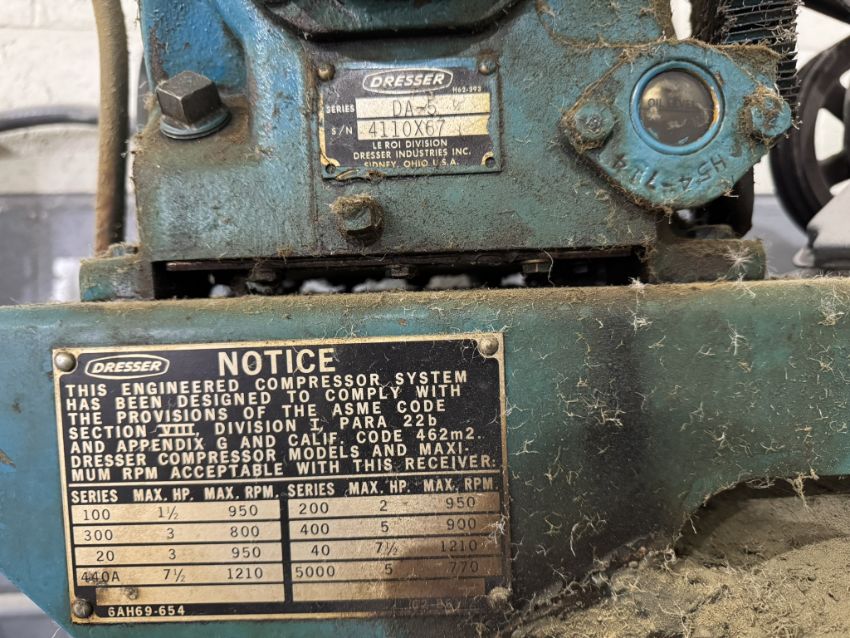 DRESSER
H62-393
SERIES DA-5
S/N 4110X67
LE ROI DIVISION
DRESSER INDUSTRIES INC.
SIDNEY, OHIO U.S.A.
OIL LEVEL
H54-744
DRESSER NOTICE
THIS ENGINEERED COMPRESSOR SYSTEM
HAS BEEN DESIGNED TO COMPLY WITH
THE PROVISIONS OF THE ASME CODE
SECTION VIII DIVISION I, PARA 22b
AND APPENDIX G AND CALIF. CODE 462m2.
DRESSER COMPRESSOR MODELS AND MAXI-
MUM RPM ACCEPTABLE WITH THIS RECEIVER.
SERIES MAX. HP. MAX. RPM. SERIES MAX. HP. MAX. RPM.
100 1½ 950 200 2 950
300 3 800 400 5 900
20 3 950 40 7½ 1210
440A 7½ 1210 5000 5 770
6AH69-654